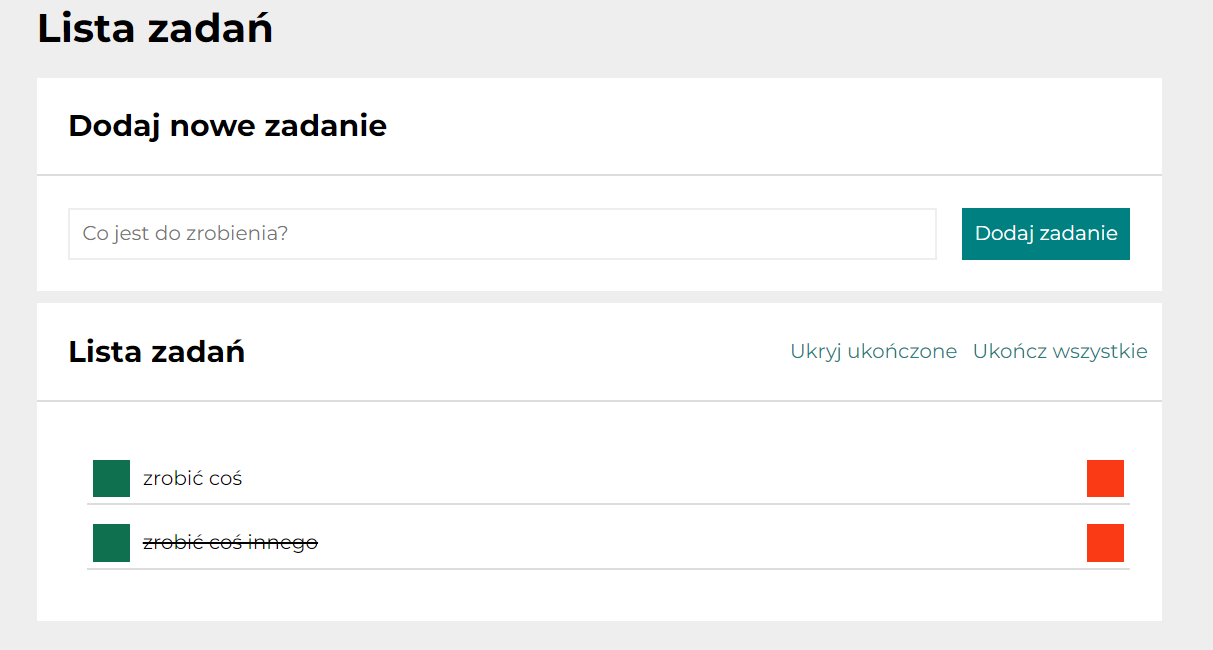 Lista zadań
Dodaj nowe zadanie
Co jest do zrobienia?
Dodaj zadanie
Lista zadań
Ukryj ukończone Ukończ wszystkie
zrobić coś
zrobić coś innego